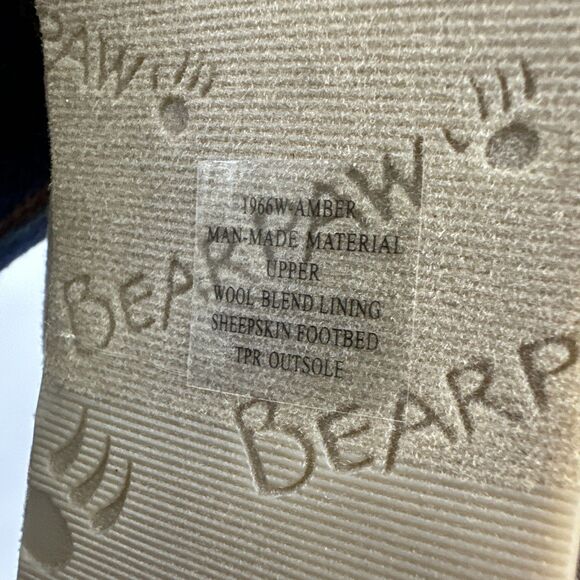 PAW
1966W-AMBER
MAN-MADE MATERIAL
UPPER
WOOL BLEND LINING
SHEEPSKIN FOOTBED
TPR OUTSOLE
BEARPAW
BEARP